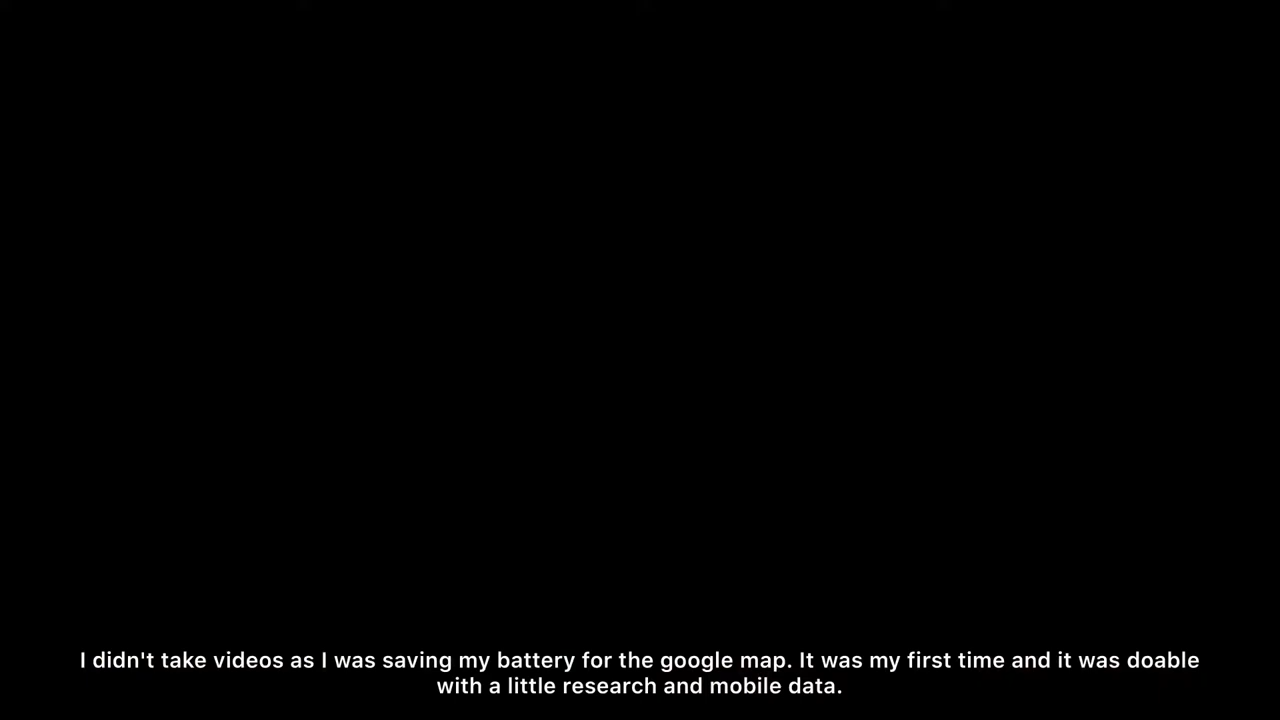 I didn't take videos as I was saving my battery for the google map. It was my first time and it was doable
with a little research and mobile data.